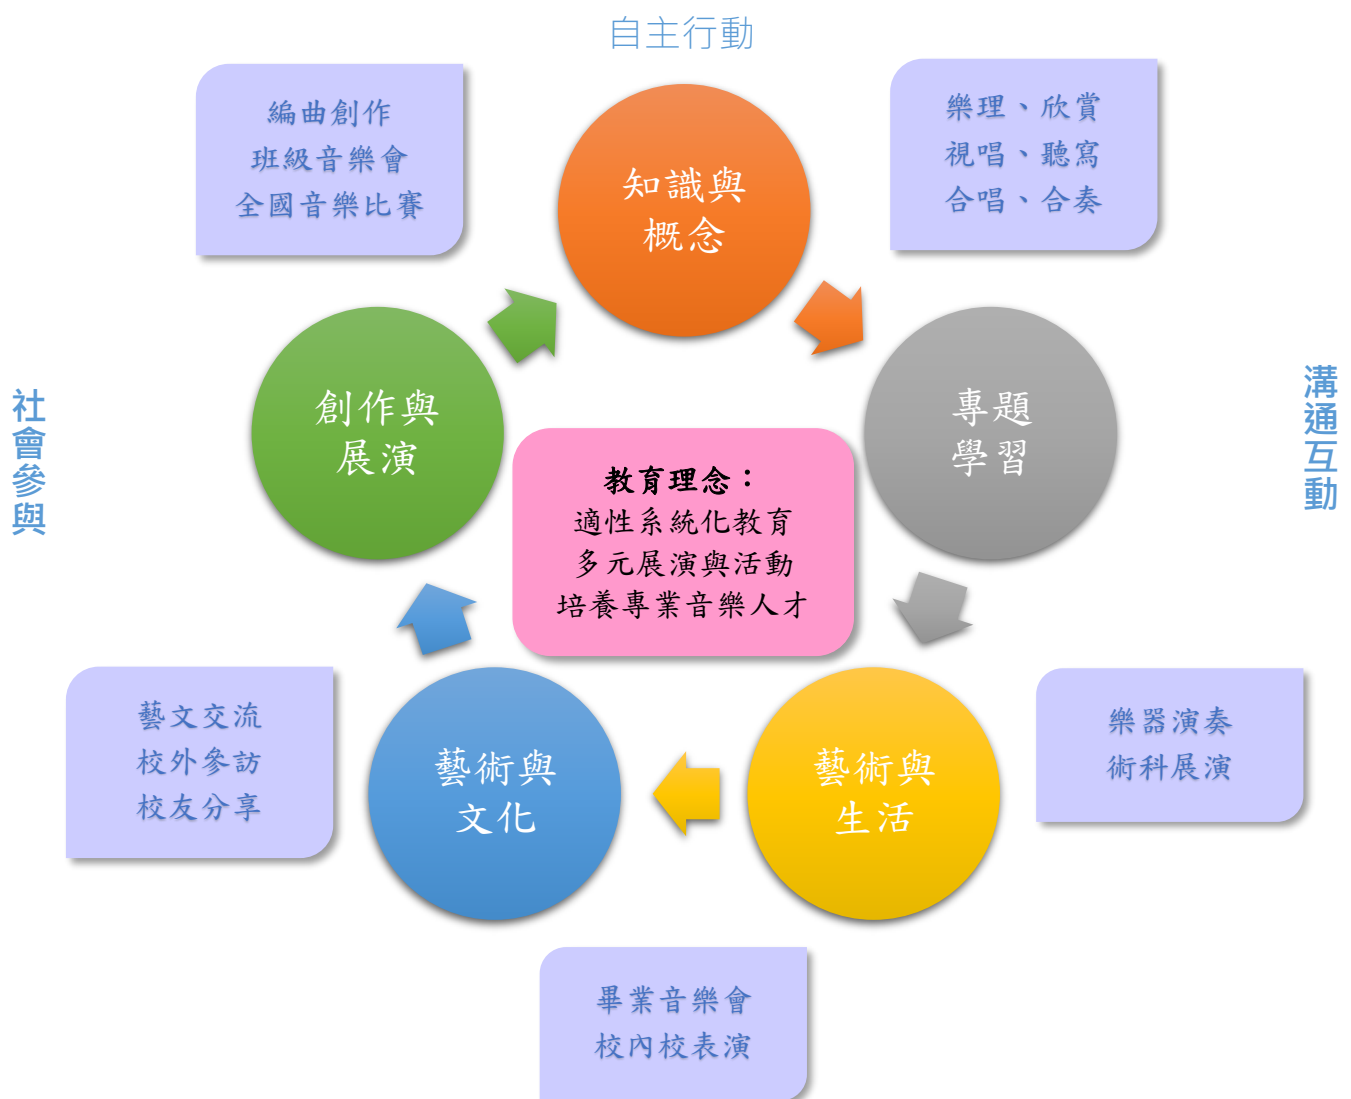 自主行動
編曲創作
班級音樂會
全國音樂比賽
知識與
概念
樂理、欣賞
視唱、聽寫
合唱、合奏
社會參與
創作與
展演
教育理念：
適性系統化教育
多元展演與活動
培養專業音樂人才
專題
學習
溝通互動
藝文交流
校外參訪
校友分享
藝術與
文化
藝術與
生活
樂器演奏
術科展演
畢業音樂會
校內校表演